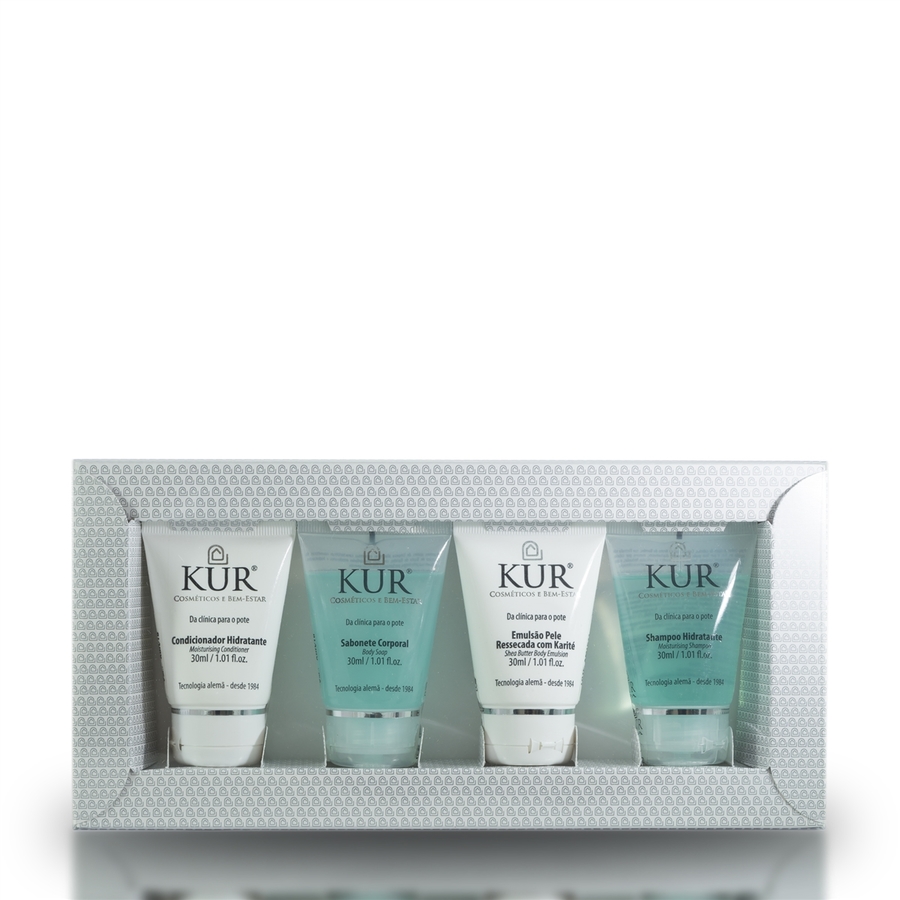 KUR®
COSMÉTICOS E BEM-ESTAR
Da clínica para o pote
Condicionador Hidratante
Moisturising Conditioner
30ml / 1.01 fl.oz.
Tecnologia alemã - desde 1984
KUR®
COSMÉTICOS E BEM-ESTAR
Da clínica para o pote
Sabonete Corporal
Body Soap
30ml / 1.01 fl.oz.
Tecnologia alemã - desde 1984
KUR®
COSMÉTICOS E BEM-ESTAR
Da clínica para o pote
Emulsão Pele
Ressecada com Karité
Shea Butter Body Emulsion
30ml / 1.01 fl.oz.
Tecnologia alemã - desde 1984
KUR®
COSMÉTICOS E BEM-ESTAR
Da clínica para o pote
Shampoo Hidratante
Moisturising Shampoo
30ml / 1.01 fl.oz.
Tecnologia alemã - desde 1984